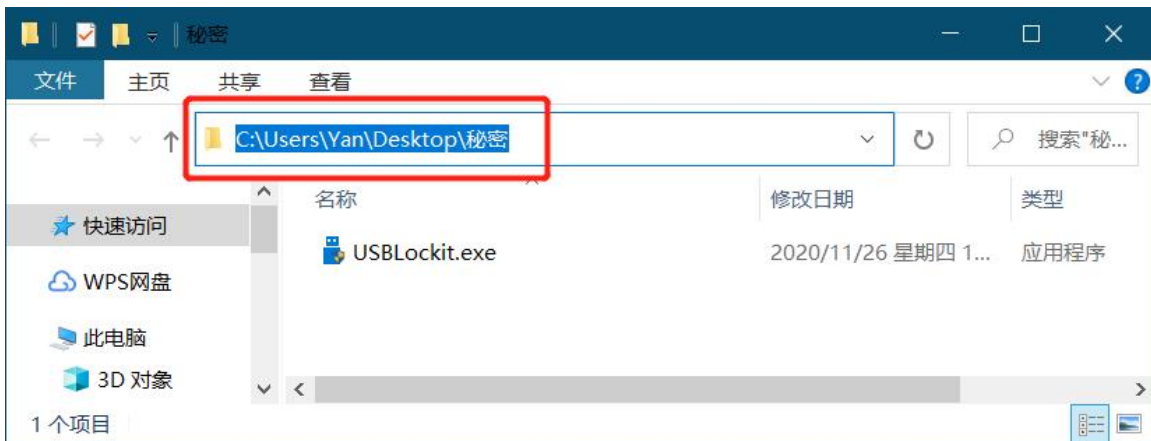 秘密
文件 主页 共享 查看
C:\Users\Yan\Desktop\秘密 搜索"秘...
名称 修改日期 类型
快速访问
USBLockit.exe 2020/11/26 星期四 1... 应用程序
WPS网盘
此电脑
3D 对象
1 个项目